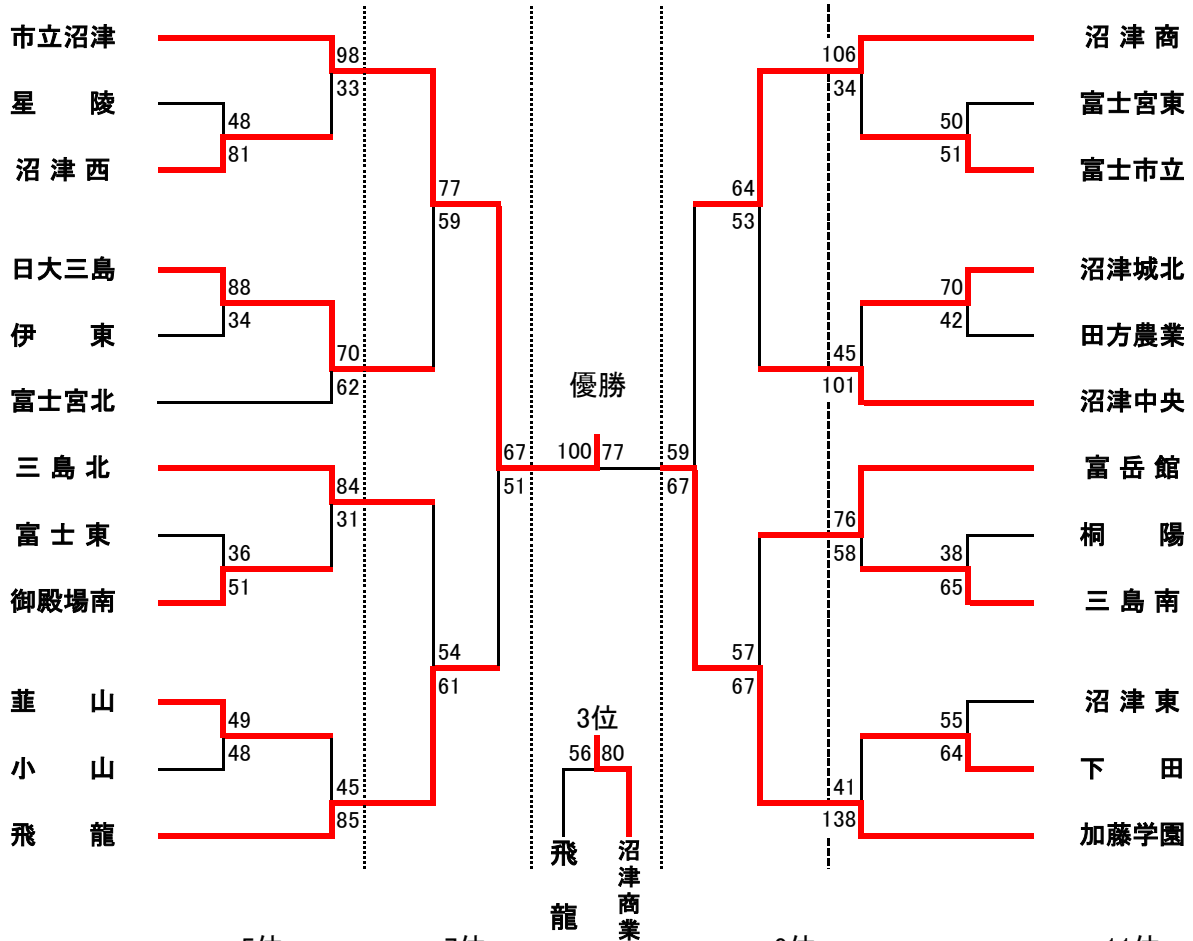 市立沼津
98
33
星 陵
48
81
沼津西
77
59
日大三島
88
34
伊 東
70
62
富士宮北
67
51
三島北
84
31
富士東
36
51
御殿場南
54
61
韮 山
49
48
小 山
45
85
飛 龍
優勝
100 77
3位
56 80
飛龍
沼津商業
沼津商
106
34
富士宮東
50
51
富士市立
64
53
沼津城北
70
42
田方農業
45
101
沼津中央
59
67
富岳館
76
58
桐 陽
38
65
三島南
57
67
沼津東
55
64
下 田
41
138
加藤学園